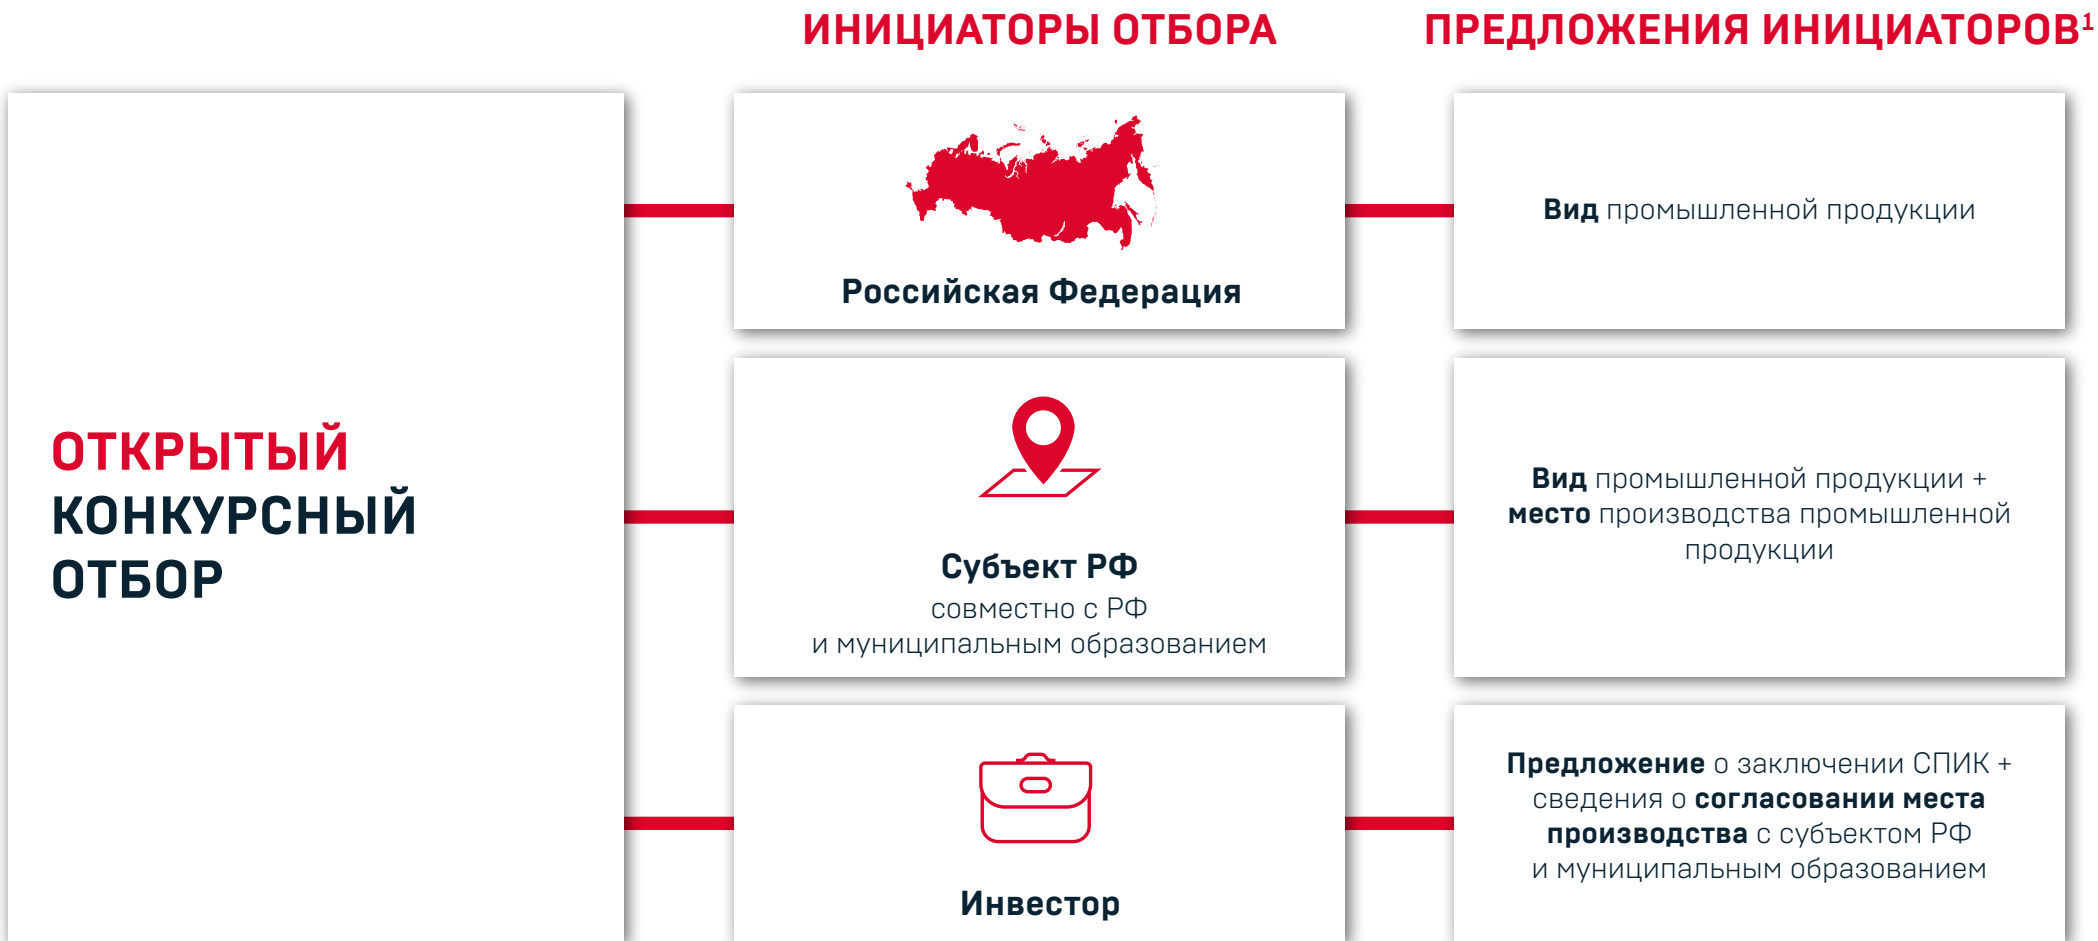 ИНИЦИАТОРЫ ОТБОРА
ПРЕДЛОЖЕНИЯ ИНИЦИАТОРОВ¹
ОТКРЫТЫЙ
КОНКУРСНЫЙ
ОТБОР
Российская Федерация
Вид промышленной продукции
Субъект РФ
совместно с РФ
и муниципальным образованием
Вид промышленной продукции +
место производства промышленной
продукции
Инвестор
Предложение о заключении СПИК +
сведения о согласовании места
производства с субъектом РФ
и муниципальным образованием